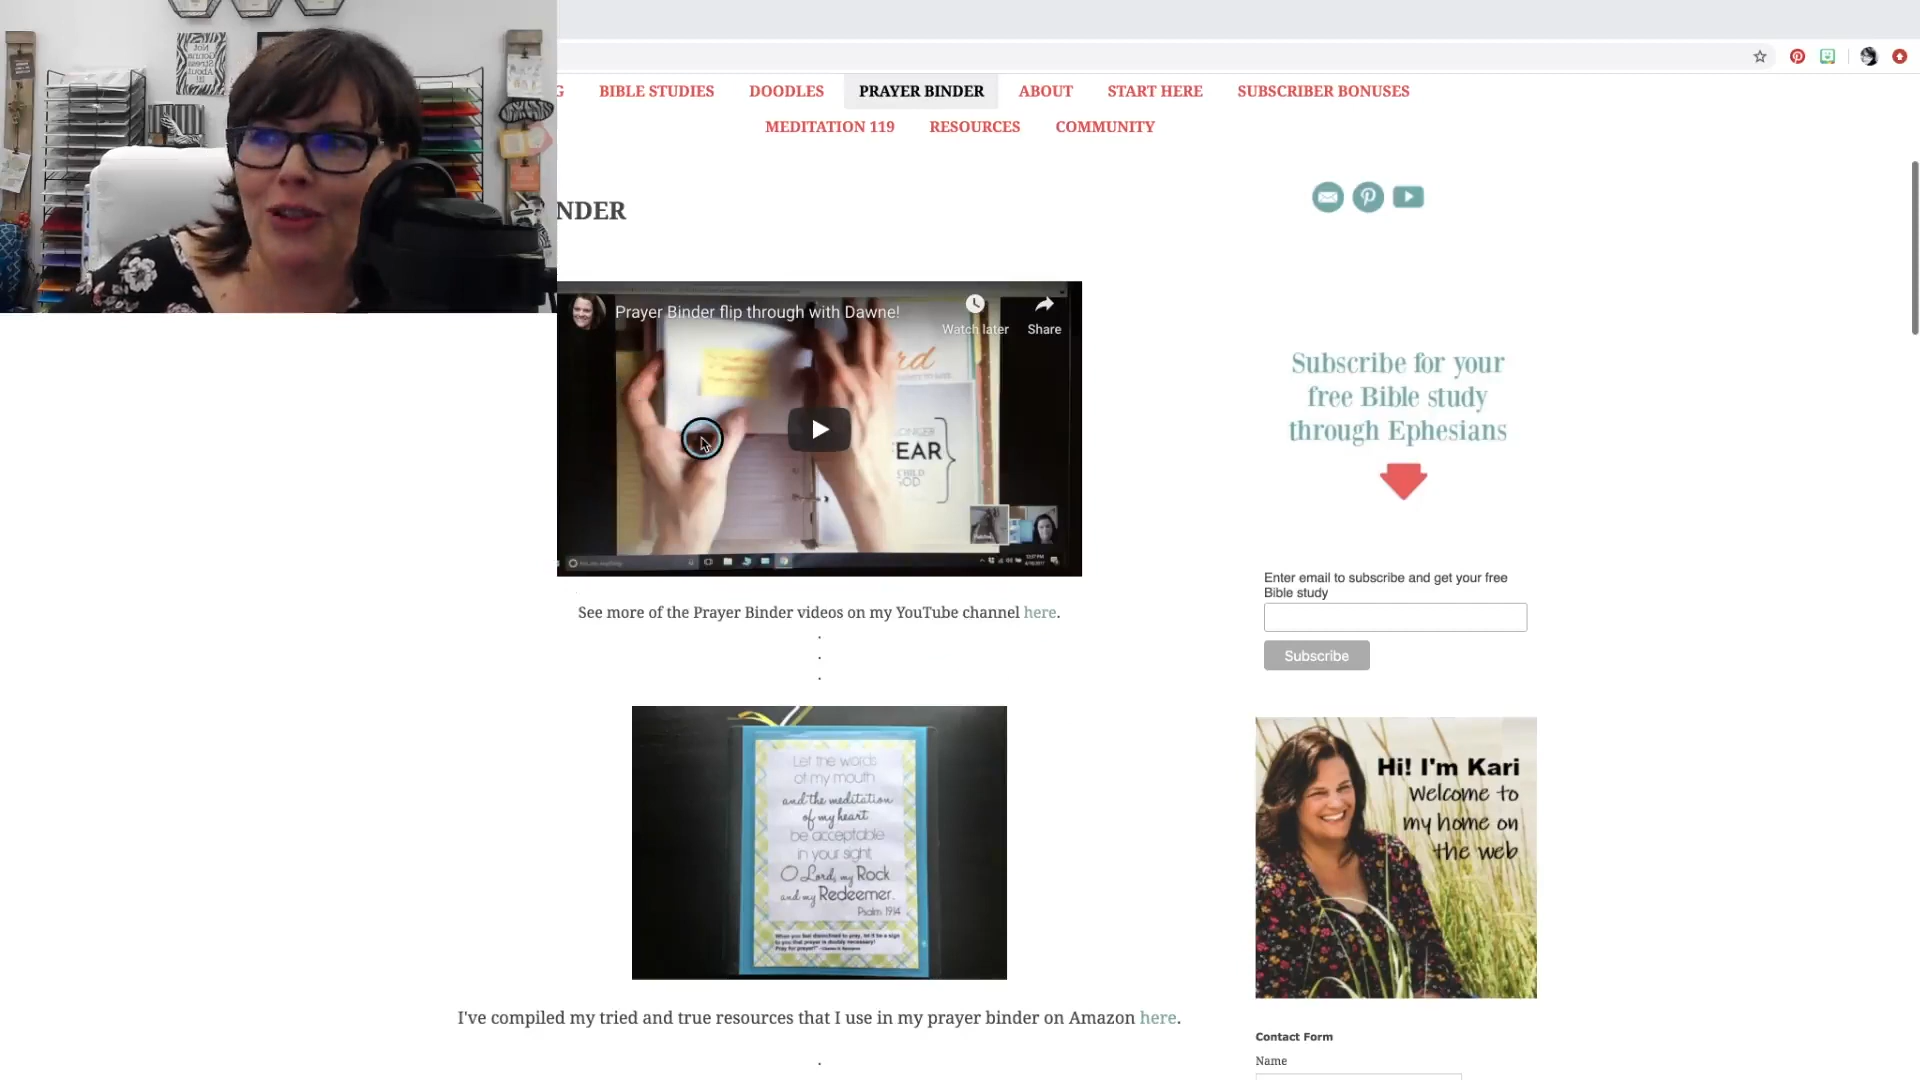 BIBLE STUDIES DOODLES PRAYER BINDER ABOUT START HERE SUBSCRIBER BONUSES
MEDITATION 119 RESOURCES COMMUNITY
NDER
Prayer Binder flip through with Dawne!
Watch later
Share
EAR
See more of the Prayer Binder videos on my YouTube channel here.
.
.
.
Let the words
of my mouth
and the meditation
of my heart
be acceptable
in your sight,
O Lord, my Rock
and my Redeemer.
Psalm 19:14
I've compiled my tried and true resources that I use in my prayer binder on Amazon here.
.
Subscribe for your
free Bible study
through Ephesians
Enter email to subscribe and get your free
Bible study
Subscribe
Hi! I'm Kari
Welcome to
my home on
the web
Contact Form
Name